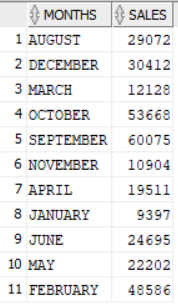 MONTHS SALES
1 AUGUST 29072
2 DECEMBER 30412
3 MARCH 12128
4 OCTOBER 53668
5 SEPTEMBER 60075
6 NOVEMBER 10904
7 APRIL 19511
8 JANUARY 9397
9 JUNE 24695
10 MAY 22202
11 FEBRUARY 48586